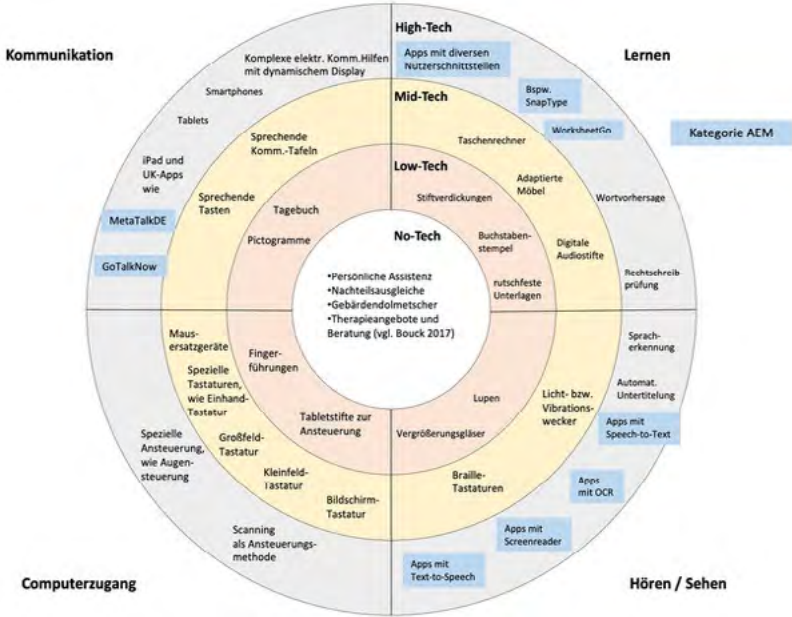 Kommunikation
High-Tech
Lernen
Komplexe elektr. Komm.Hilfen
mit dynamischem Display
Apps mit diversen
Nutzerschnittstellen
Smartphones
Bspw.
SnapType
Tablets
Mid-Tech
WorksheetGo
Kategorie AEM
Sprechende
Komm.-Tafeln
Taschenrechner
iPad und
UK-Apps
wie
Low-Tech
Adaptierte
Möbel
Sprechende
Tasten
Stiftverdickungen
Wortvorhersage
MetaTalkDE
Tagebuch
Pictogramme
No-Tech
Buchstaben-
stempel
Digitale
Audiostifte
GoTalkNow
•Persönliche Assistenz
•Nachteilsausgleiche
•Gebärdendolmetscher
•Therapieangebote und
Beratung (vgl. Bouck 2017)
rutschfeste
Unterlagen
Rechtschreib
prüfung
Maus-
ersatzgeräte
Finger-
führungen
Sprach-
erkennung
Spezielle
Tastaturen,
wie Einhand-
Tastatur
Lupen
Licht- bzw.
Vibrations-
wecker
Automat.
Untertitelung
Tabletstifte zur
Ansteuerung
Vergrößerungsgläser
Apps mit
Speech-to-Text
Spezielle
Ansteuerung,
wie Augen-
steuerung
Großfeld-
Tastatur
Kleinfeld-
Tastatur
Braille-
Tastaturen
Apps
mit OCR
Bildschirm-
Tastatur
Scanning
als Ansteuerungs-
methode
Apps mit
Screenreader
Apps mit
Text-to-Speech
Computerzugang
Hören / Sehen